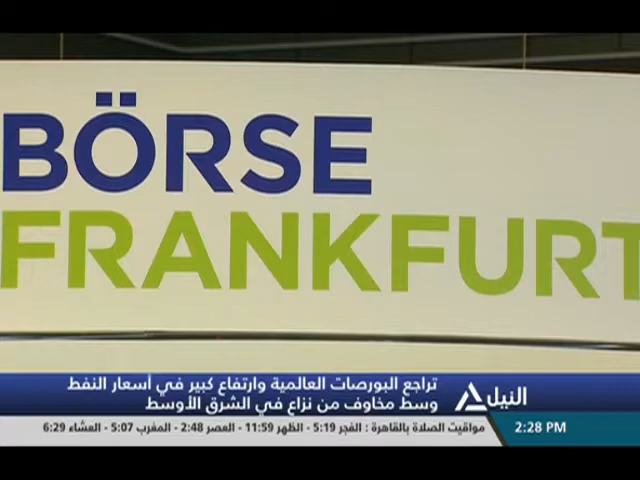 BÖRSE
FRANKFURT
تراجع البورصات العالمية وارتفاع كبير في أسعار النفط
وسط مخاوف من نزاع في الشرق الأوسط
النيل
مواقيت الصلاة بالقاهرة : الفجر 5:19 - الظهر 11:59 - العصر 2:48 - المغرب 5:07 - العشاء 6:29
2:28 PM